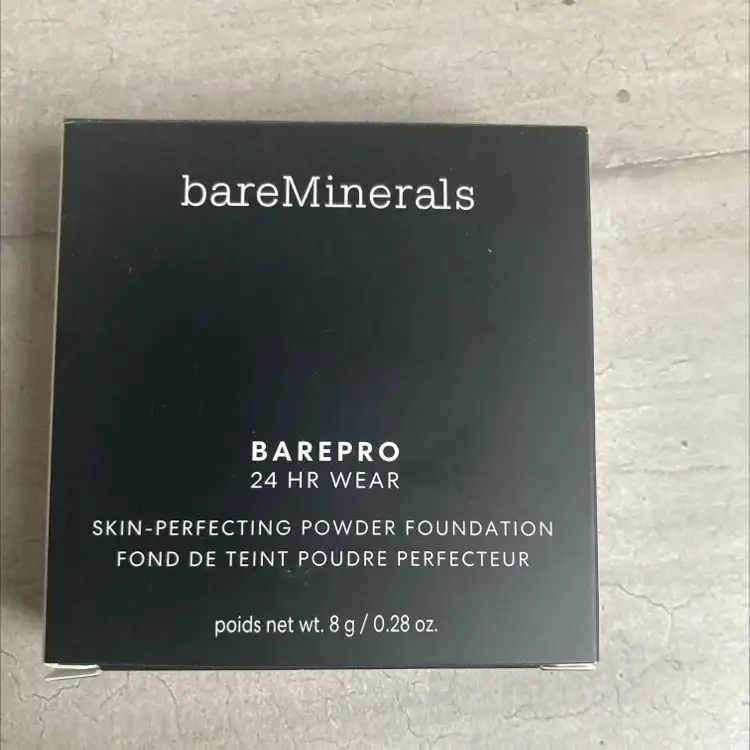 bareMinerals
BAREPRO
24 HR WEAR
SKIN-PERFECTING POWDER FOUNDATION
FOND DE TEINT POUDRE PERFECTEUR
poids net wt. 8 g / 0.28 oz.